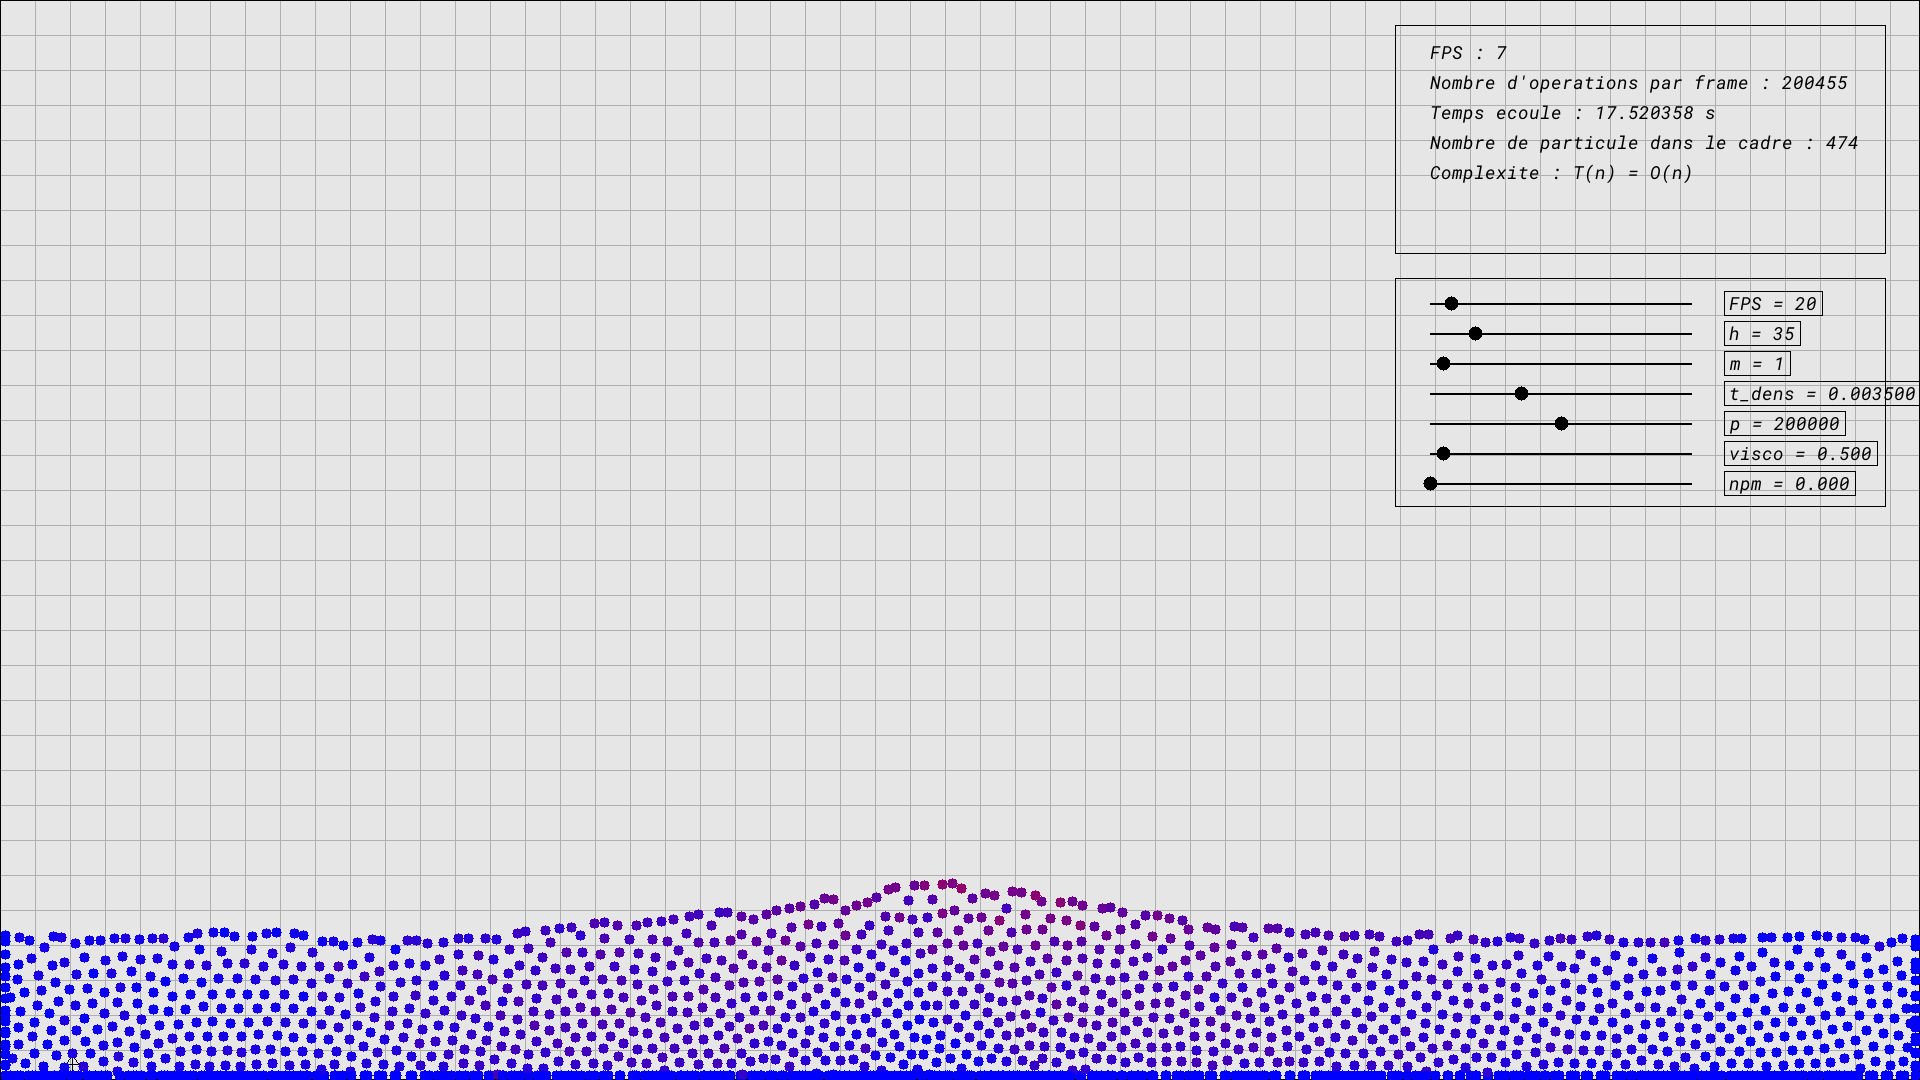 FPS : 7
Nombre d'operations par frame : 200455
Temps ecoule : 17.520358 s
Nombre de particule dans le cadre : 474
Complexite : T(n) = O(n)
FPS = 20
h = 35
m = 1
t_dens = 0.003500
p = 200000
visco = 0.500
npm = 0.000